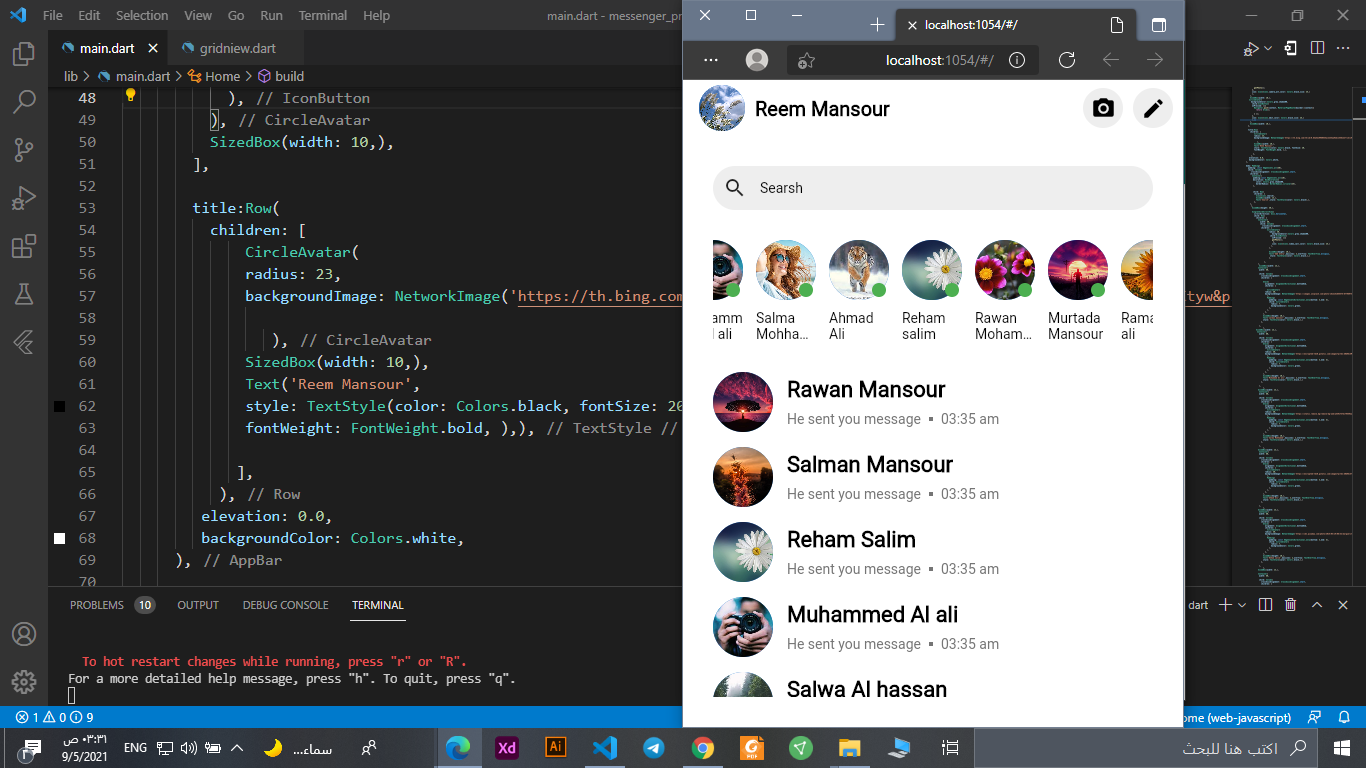 File Edit Selection View Go Run Terminal Help
main.dart - messenger_pr
main.dart
gridniew.dart
lib > main.dart > Home > build
48 ), // IconButton
49 ), // CircleAvatar
50 SizedBox(width: 10,),
51 ],
52
53 title:Row(
54 children: [
55 CircleAvatar(
56 radius: 23,
57 backgroundImage: NetworkImage('https://th.bing.com
tyw&p
58
59 ), // CircleAvatar
60 SizedBox(width: 10,),
61 Text('Reem Mansour',
62 style: TextStyle(color: Colors.black, fontSize: 20
63 fontWeight: FontWeight.bold, ),), // TextStyle //
64
65 ],
66 ), // Row
67 elevation: 0.0,
68 backgroundColor: Colors.white,
69 ), // AppBar
70
PROBLEMS 10 OUTPUT DEBUG CONSOLE TERMINAL
dart
To hot restart changes while running, press "r" or "R".
For a more detailed help message, press "h". To quit, press "q".
1 0 9
ome (web-javascript)
localhost:1054/#/
localhost:1054/#/
Reem Mansour
Searsh
amm
l ali
Salma
Mohha...
Ahmad
Ali
Reham
salim
Rawan
Moham...
Murtada
Mansour
Rama
ali
Rawan Mansour
He sent you message ▪ 03:35 am
Salman Mansour
He sent you message ▪ 03:35 am
Reham Salim
He sent you message ▪ 03:35 am
Muhammed Al ali
He sent you message ▪ 03:35 am
Salwa Al hassan
٠٣:٣١ ص
9/5/2021
ENG
سماء...
Xd
Ai
PDF
اكتب هنا للبحث